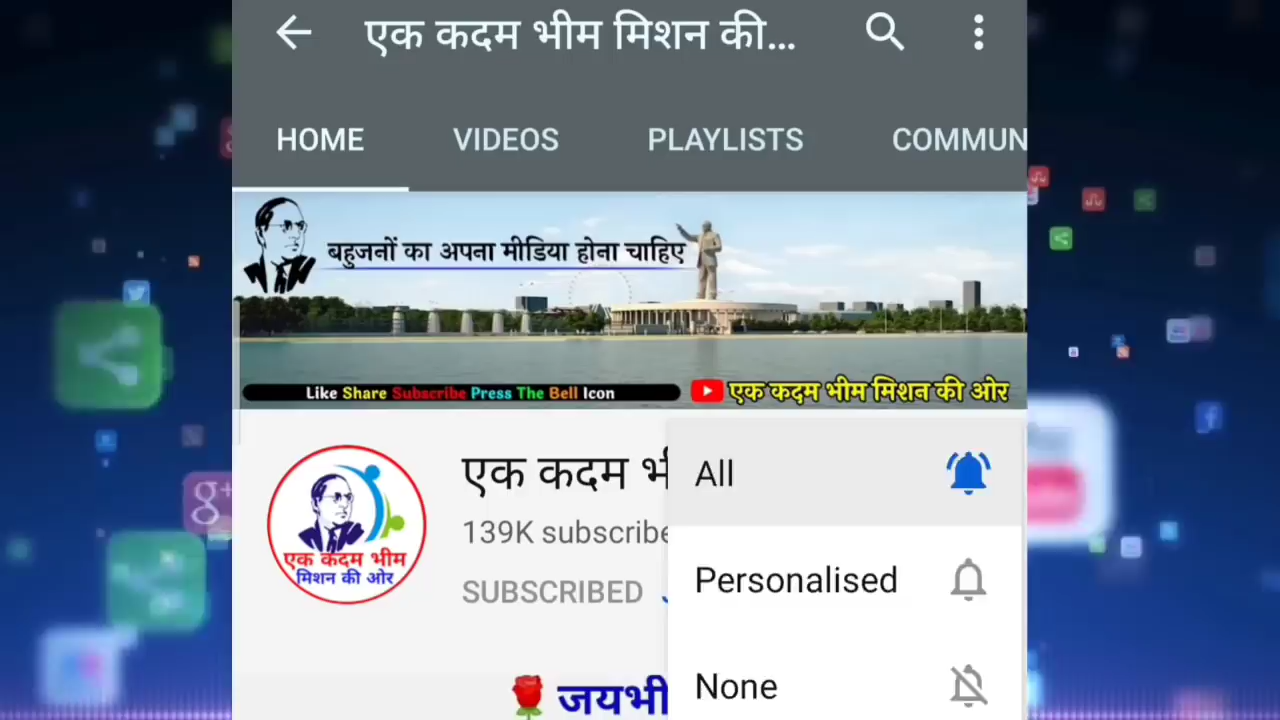 एक कदम भीम मिशन की...
HOME VIDEOS PLAYLISTS COMMUN
बहुजनों का अपना मीडिया होना चाहिए
Like Share Subscribe Press The Bell Icon
एक कदम भीम मिशन की ओर
एक कदम भी
139K subscribe
SUBSCRIBED
एक कदम भीम
मिशन की ओर
All
Personalised
None
जयभी